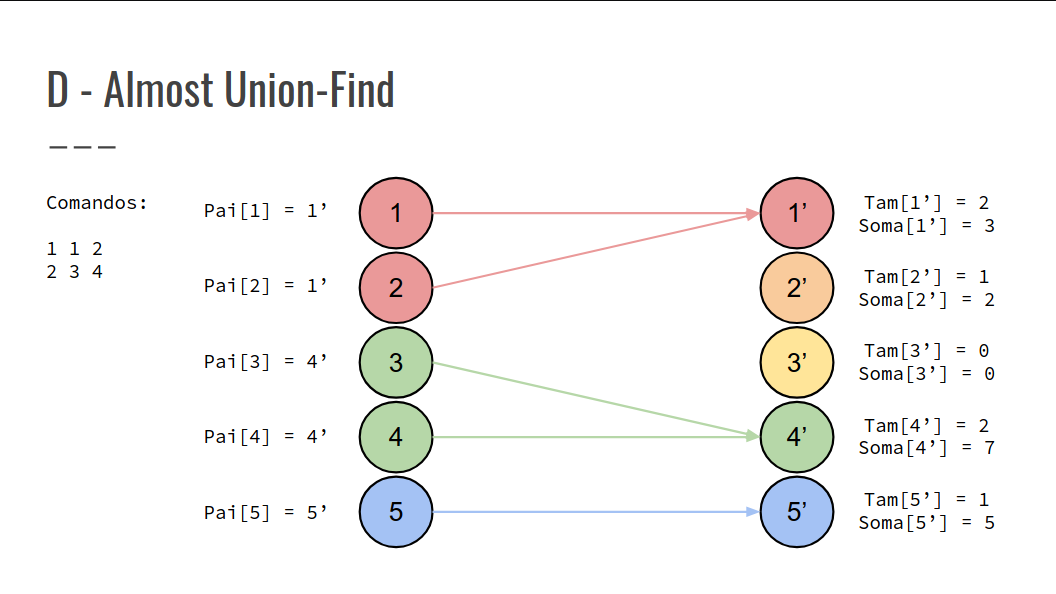 D - Almost Union-Find
Comandos:
1 1 2
2 3 4
Pai[1] = 1’
1
1’
Tam[1’] = 2
Soma[1’] = 3
Pai[2] = 1’
2
2’
Tam[2’] = 1
Soma[2’] = 2
Pai[3] = 4’
3
3’
Tam[3’] = 0
Soma[3’] = 0
Pai[4] = 4’
4
4’
Tam[4’] = 2
Soma[4’] = 7
Pai[5] = 5’
5
5’
Tam[5’] = 1
Soma[5’] = 5